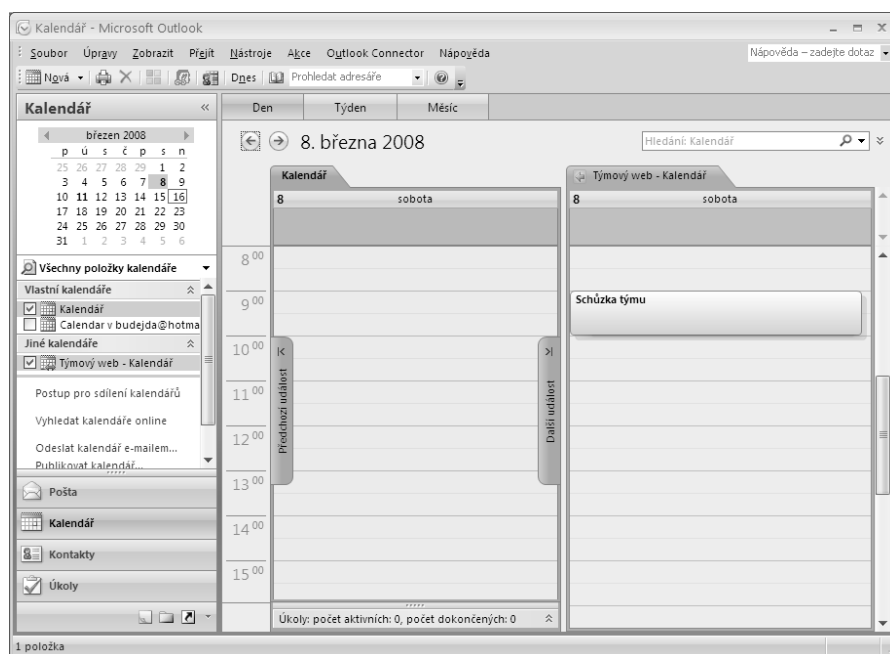 Kalendář - Microsoft Outlook
Soubor Úpravy Zobrazit Přejít Nástroje Akce Outlook Connector Nápověda Nápověda – zadejte dotaz
Nová Dnes Prohledat adresáře
Kalendář « Den Týden Měsíc
březen 2008
p ú s č p s n
25 26 27 28 29 1 2
3 4 5 6 7 8 9
10 11 12 13 14 15 16
17 18 19 20 21 22 23
24 25 26 27 28 29 30
31 1 2 3 4 5 6
8. března 2008 Hledání: Kalendář
Kalendář Týmový web - Kalendář
8 sobota 8 sobota
Všechny položky kalendáře
Vlastní kalendáře
Kalendář
Calendar v budejda@hotma
Jiné kalendáře
Týmový web - Kalendář
Postup pro sdílení kalendářů
Vyhledat kalendáře online
Odeslat kalendář e-mailem...
Publikovat kalendář...
Pošta
Kalendář
Kontakty
Úkoly
8 00
9 00
10 00
11 00
12 00
13 00
14 00
15 00
Předchozí událost
Další událost
Schůzka týmu
Úkoly: počet aktivních: 0, počet dokončených: 0
1 položka